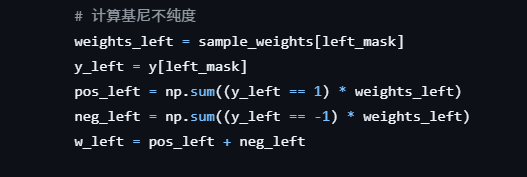 # 计算基尼不纯度
weights_left = sample_weights[left_mask]
y_left = y[left_mask]
pos_left = np.sum((y_left == 1) * weights_left)
neg_left = np.sum((y_left == -1) * weights_left)
w_left = pos_left + neg_left